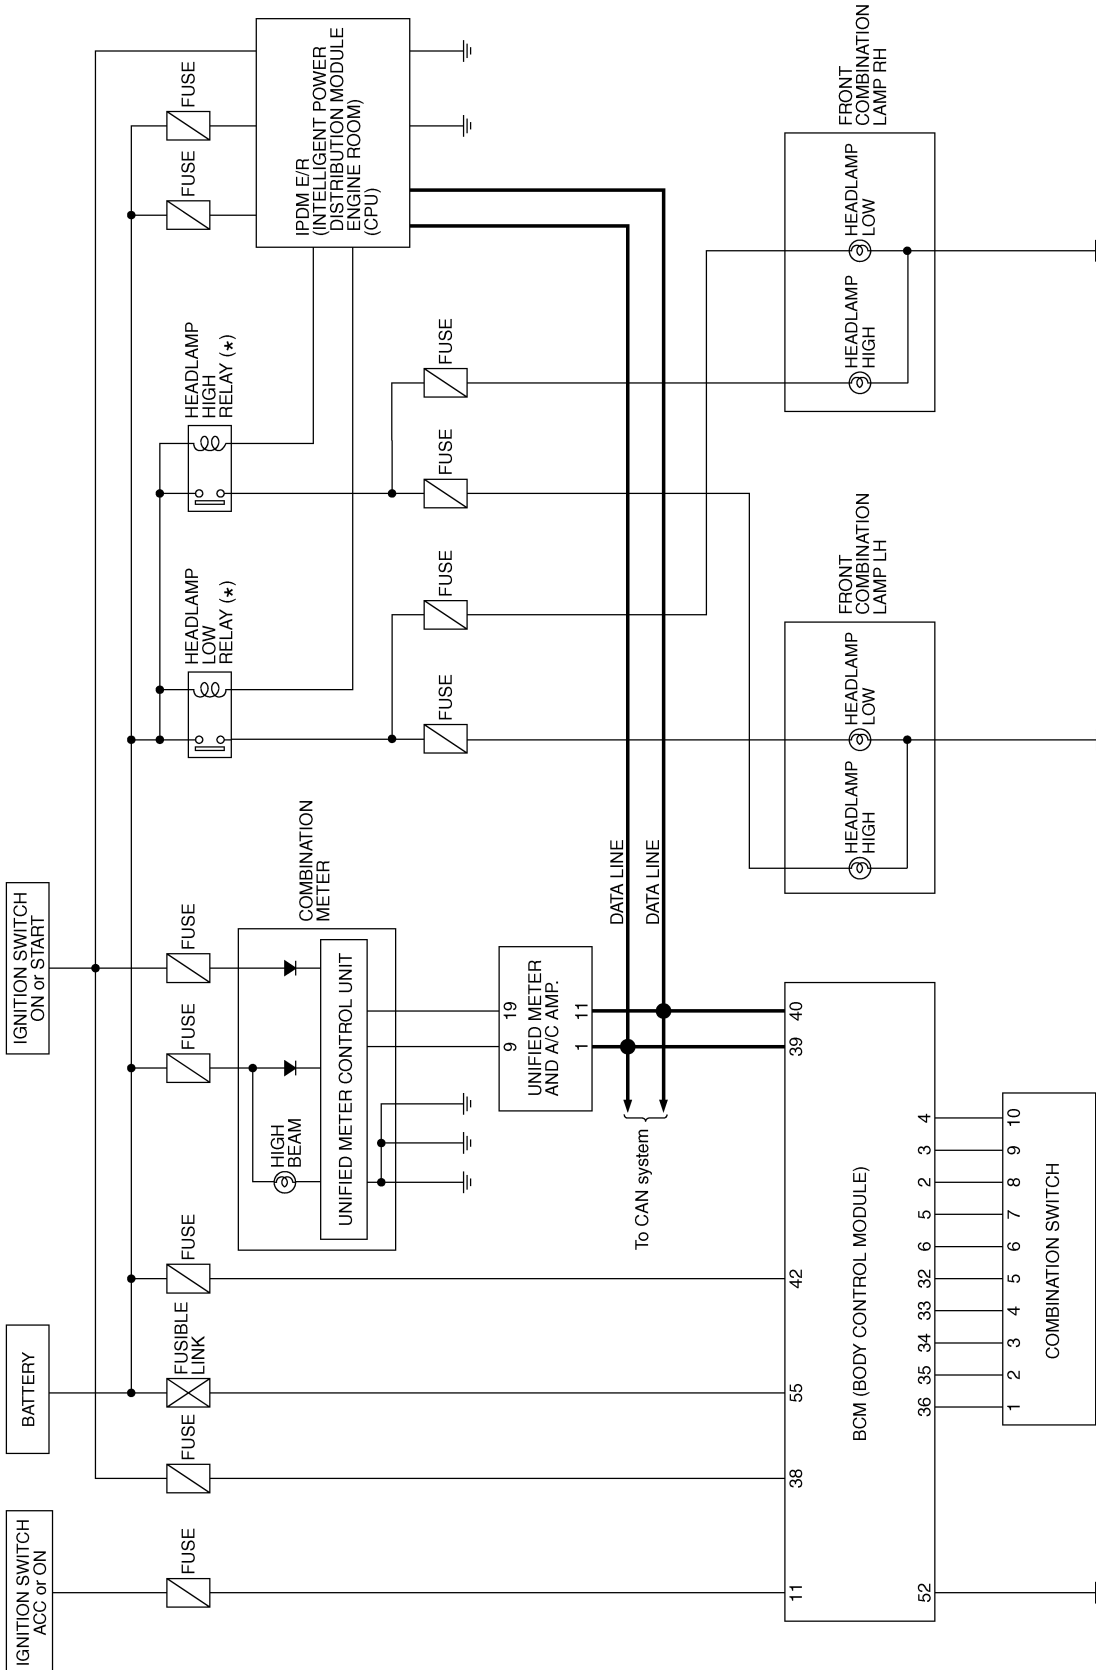 IGNITION SWITCH
ACC or ON
BATTERY
IGNITION SWITCH
ON or START
FUSE
FUSE
FUSIBLE
LINK
FUSE
FUSE
FUSE
HEADLAMP
LOW
RELAY (*)
HEADLAMP
HIGH
RELAY (*)
FUSE
FUSE
COMBINATION
METER
HIGH
BEAM
UNIFIED METER CONTROL UNIT
IPDM E/R
(INTELLIGENT POWER
DISTRIBUTION MODULE
ENGINE ROOM)
(CPU)
FUSE
FUSE
FUSE
FUSE
9
19
UNIFIED METER
AND A/C AMP.
1
11
DATA LINE
DATA LINE
To CAN system
11
38
55
42
39
40
BCM (BODY CONTROL MODULE)
52
36
35
34
33
32
6
5
2
3
4
1
2
3
4
5
6
7
8
9
10
COMBINATION SWITCH
FRONT
COMBINATION
LAMP LH
HEADLAMP
HIGH
HEADLAMP
LOW
FRONT
COMBINATION
LAMP RH
HEADLAMP
HIGH
HEADLAMP
LOW